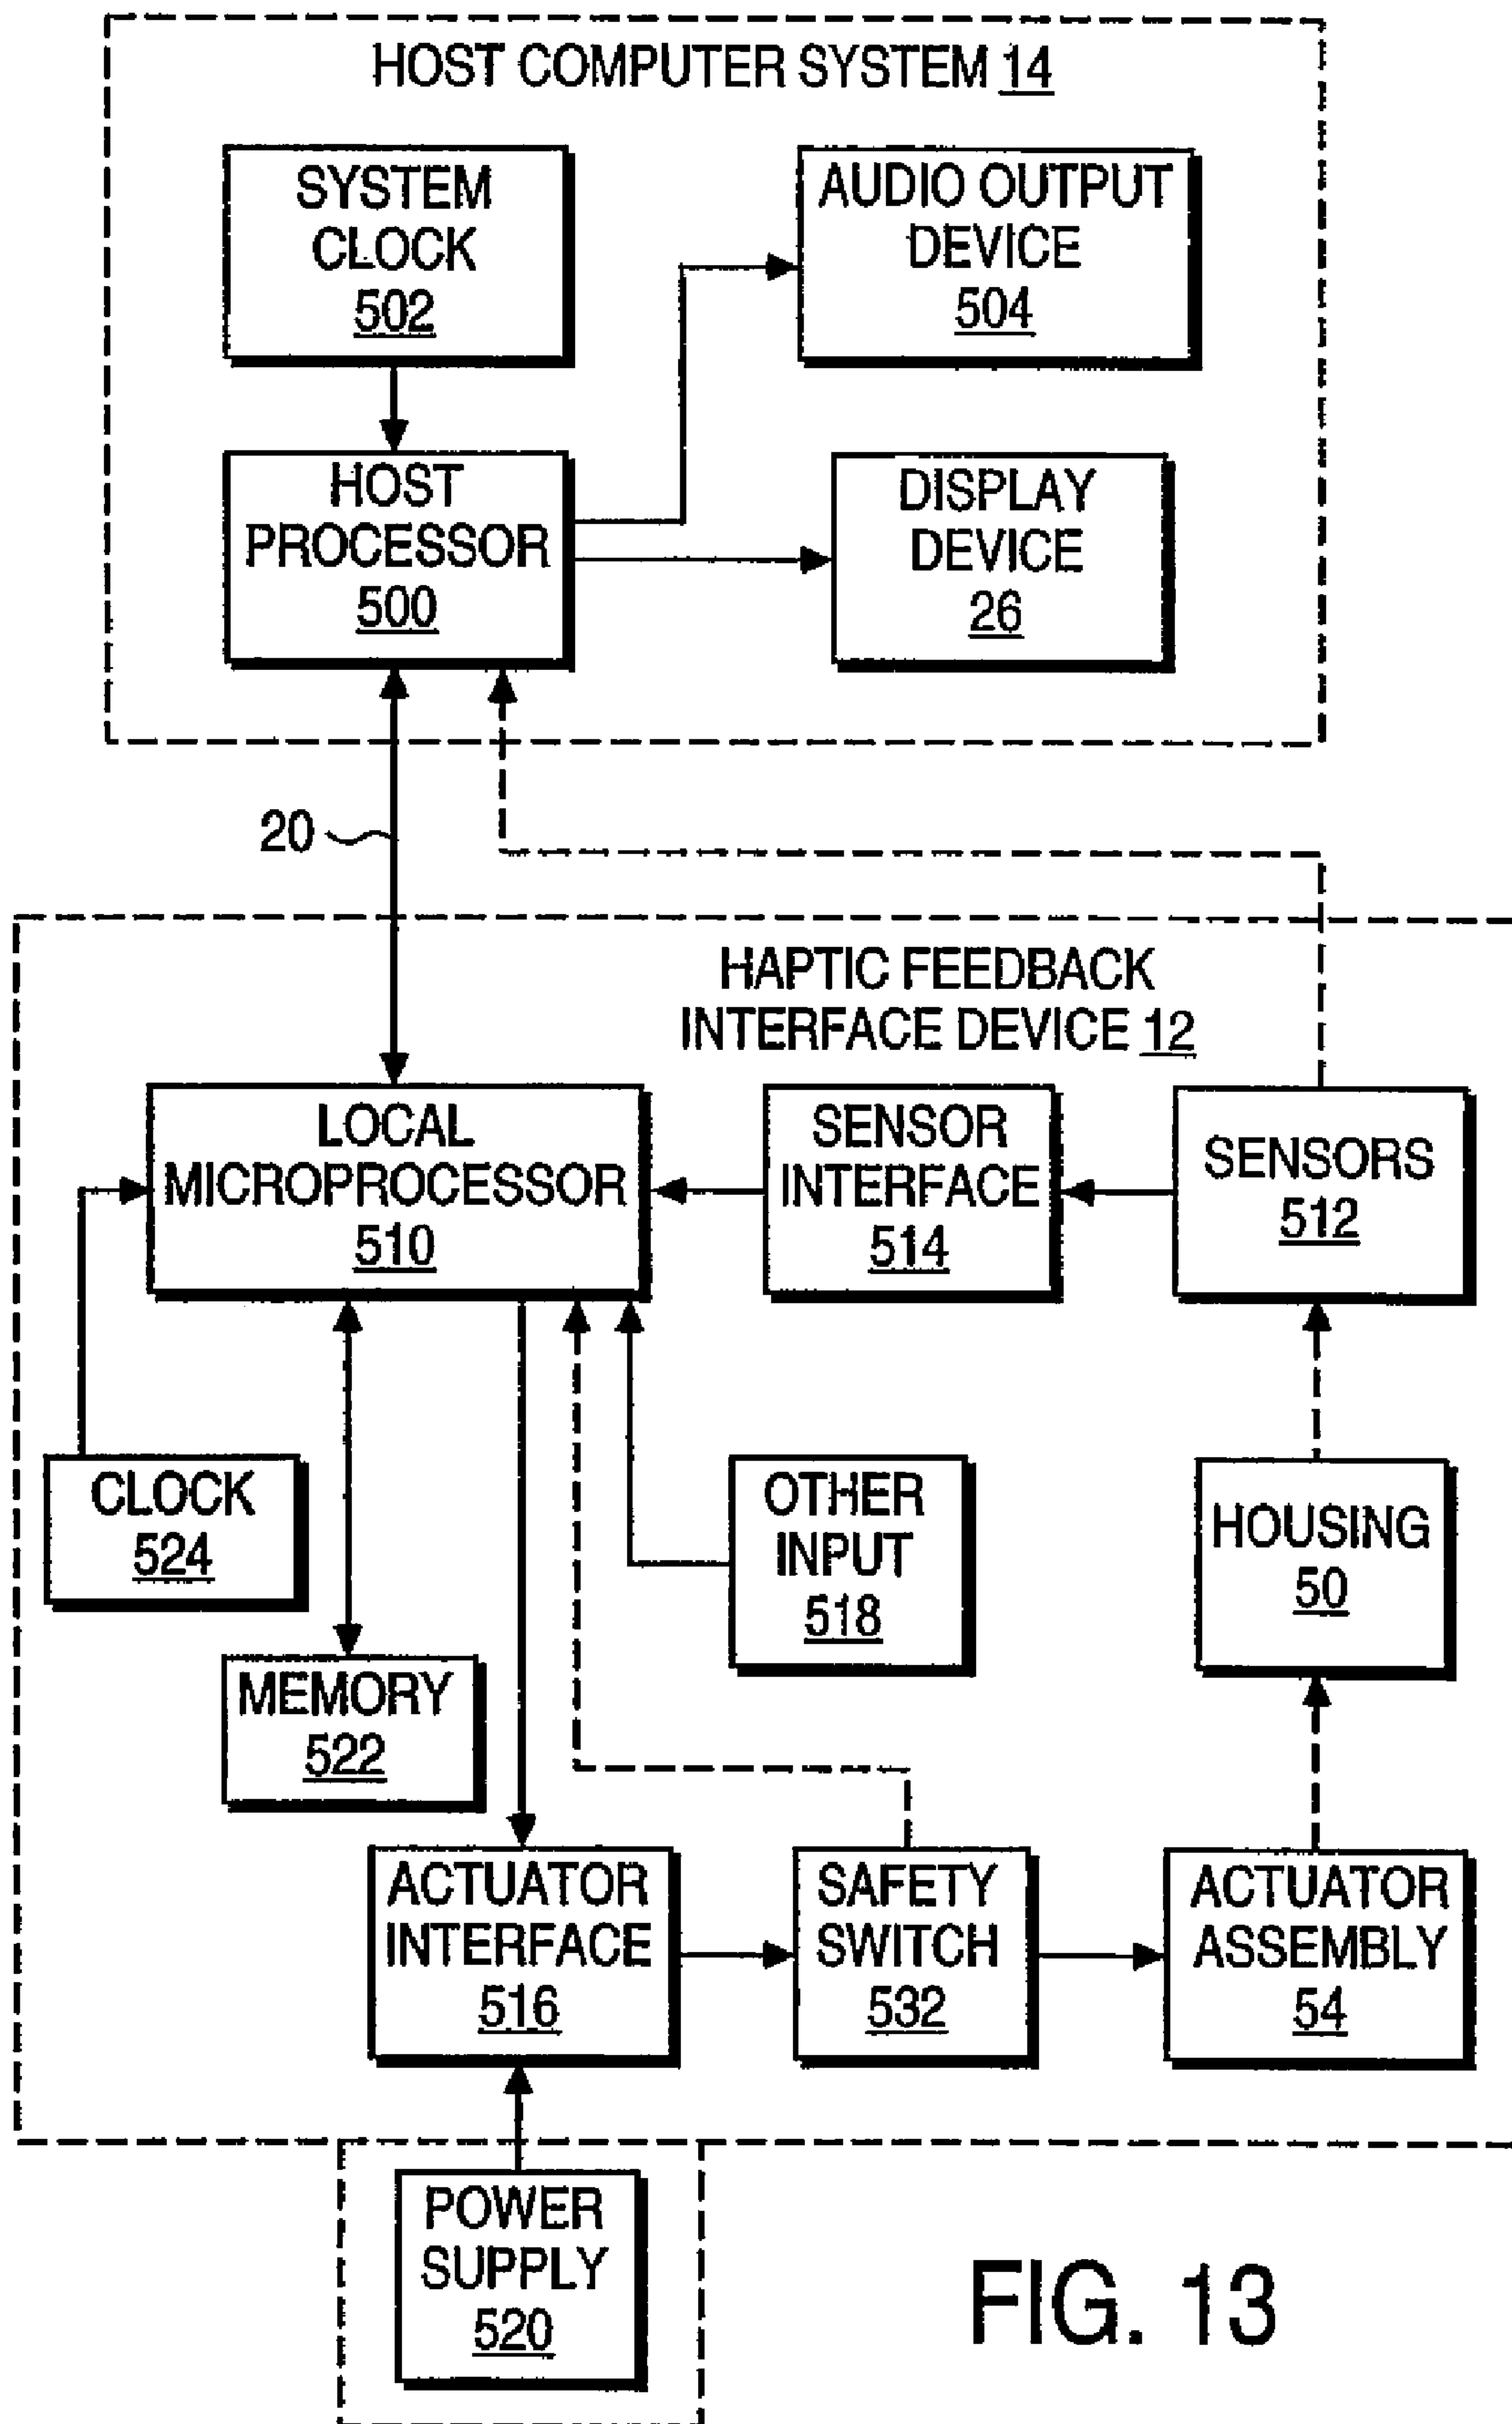 HOST COMPUTER SYSTEM 14
SYSTEM
CLOCK
502
AUDIO OUTPUT
DEVICE
504
HOST
PROCESSOR
500
DISPLAY
DEVICE
26
20
HAPTIC FEEDBACK
INTERFACE DEVICE 12
LOCAL
MICROPROCESSOR
510
SENSOR
INTERFACE
514
SENSORS
512
CLOCK
524
OTHER
INPUT
518
HOUSING
50
MEMORY
522
ACTUATOR
INTERFACE
516
SAFETY
SWITCH
532
ACTUATOR
ASSEMBLY
54
POWER
SUPPLY
520
FIG. 13